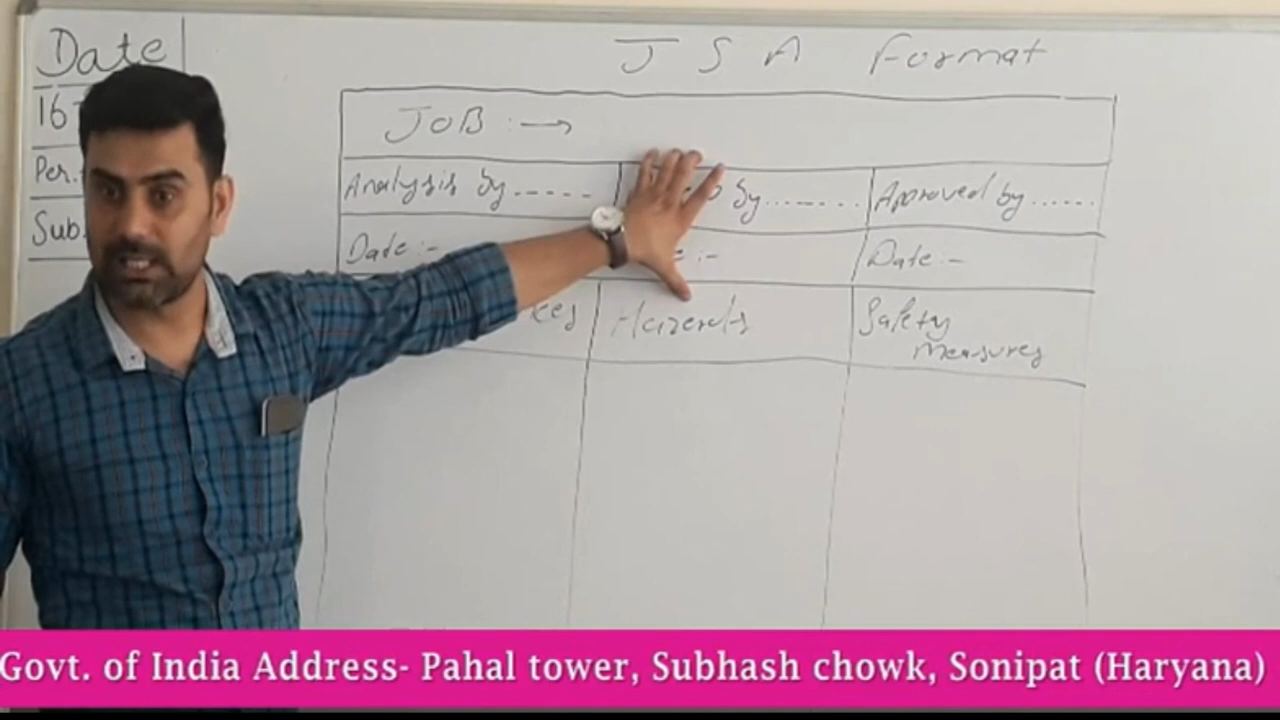 Date
J S A Format
16
JOB :→
Per.
Analysis by ..... by ........ Approved by ......
Sub.
Date :- :- Date :-
Hazards Safety
Measures
Govt. of India Address- Pahal tower, Subhash chowk, Sonipat (Haryana)